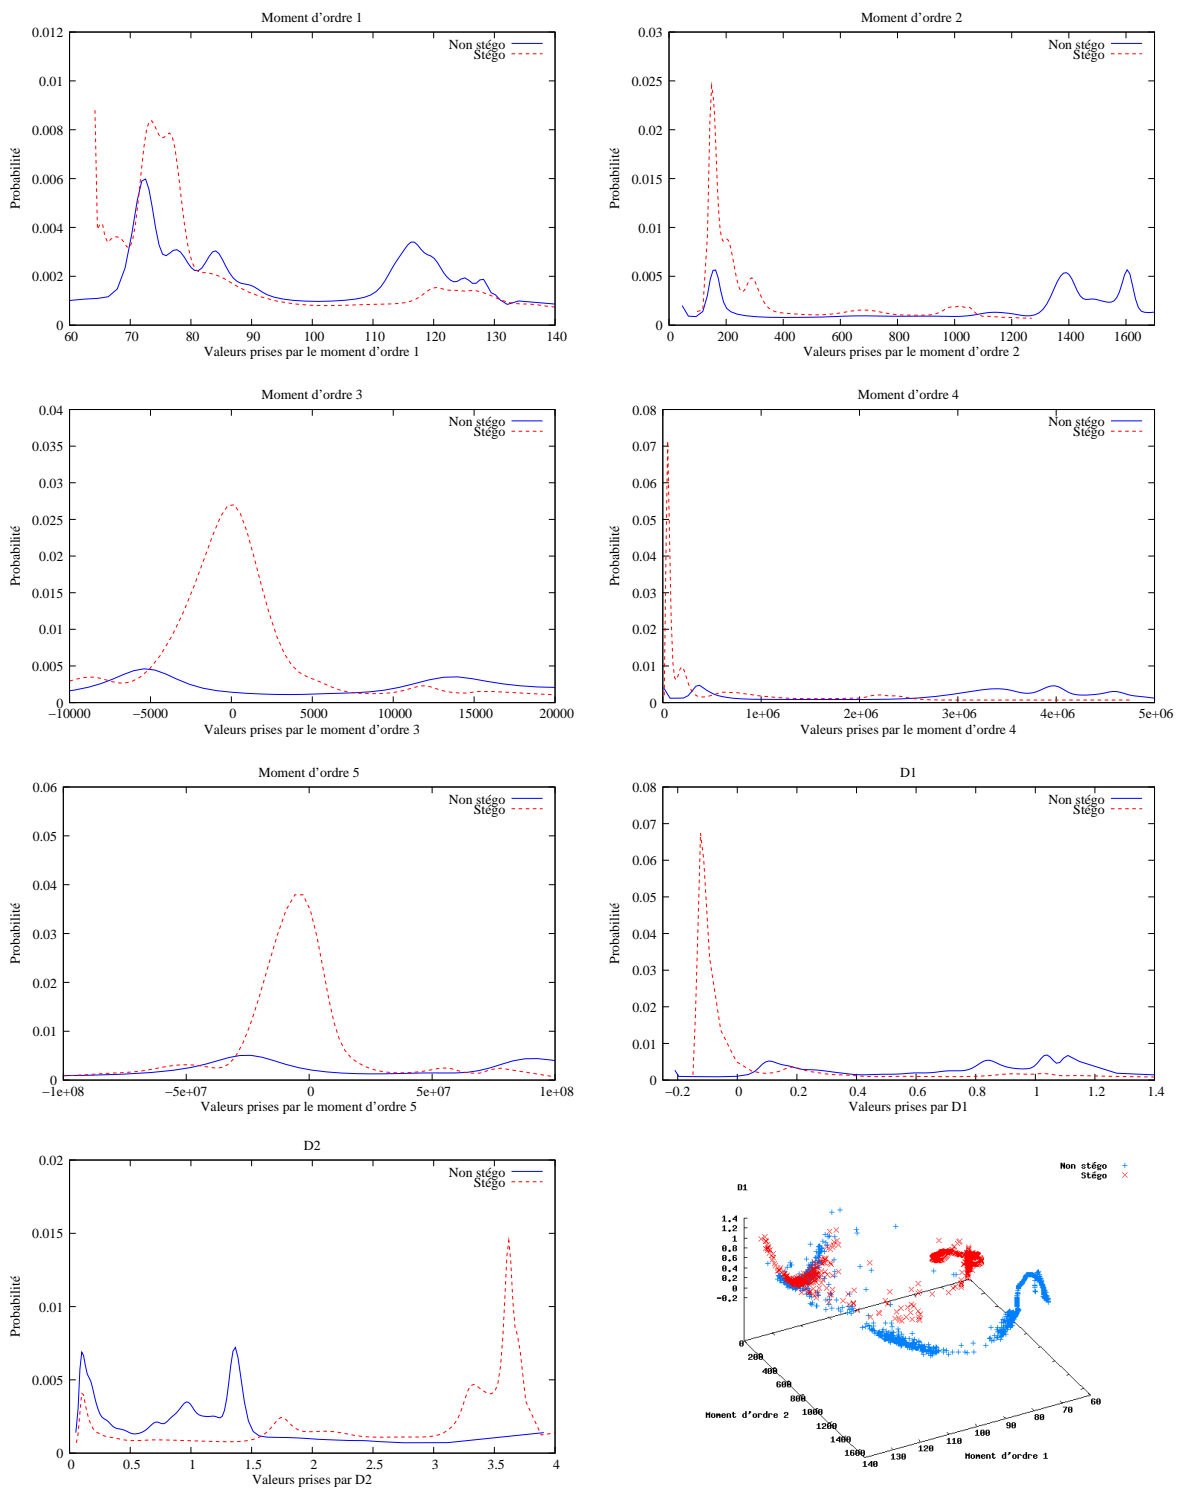 Moment d'ordre 1
Non stégo
Stégo
Probabilité
0.012
0.01
0.008
0.006
0.004
0.002
0
60 70 80 90 100 110 120 130 140
Valeurs prises par le moment d'ordre 1
Moment d'ordre 2
Non stégo
Stégo
Probabilité
0.03
0.025
0.02
0.015
0.01
0.005
0
0 200 400 600 800 1000 1200 1400 1600
Valeurs prises par le moment d'ordre 2
Moment d'ordre 3
Non stégo
Stégo
Probabilité
0.04
0.035
0.03
0.025
0.02
0.015
0.01
0.005
0
−10000 −5000 0 5000 10000 15000 20000
Valeurs prises par le moment d'ordre 3
Moment d'ordre 4
Non stégo
Stégo
Probabilité
0.08
0.07
0.06
0.05
0.04
0.03
0.02
0.01
0
0 1e+06 2e+06 3e+06 4e+06 5e+06
Valeurs prises par le moment d'ordre 4
Moment d'ordre 5
Non stégo
Stégo
Probabilité
0.06
0.05
0.04
0.03
0.02
0.01
0
−1e+08 −5e+07 0 5e+07 1e+08
Valeurs prises par le moment d'ordre 5
D1
Non stégo
Stégo
Probabilité
0.08
0.07
0.06
0.05
0.04
0.03
0.02
0.01
0
−0.2 0 0.2 0.4 0.6 0.8 1 1.2 1.4
Valeurs prises par D1
D2
Non stégo
Stégo
Probabilité
0.02
0.015
0.01
0.005
0
0 0.5 1 1.5 2 2.5 3 3.5 4
Valeurs prises par D2
Non stégo
Stégo
D1
1.4
1.2
1
0.8
0.6
0.4
0.2
0
−0.2
0
200
400
600
800
1000
1200
1400
1600
Moment d'ordre 2
140 130 120 110 100 90 80 70 60
Moment d'ordre 1